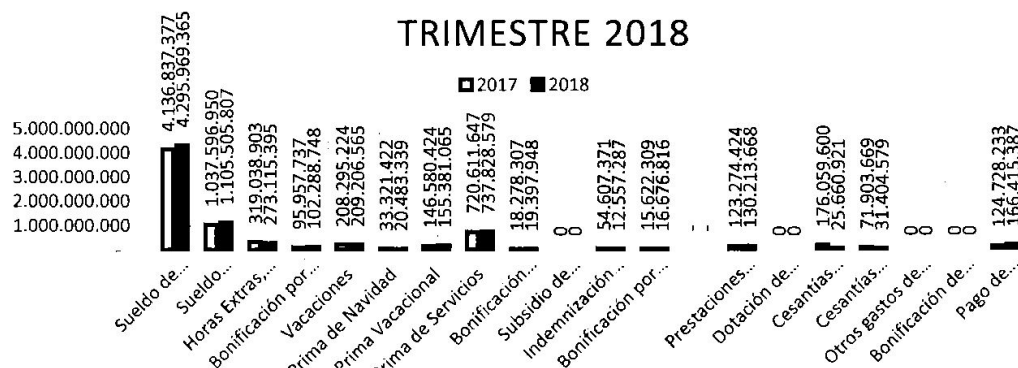 TRIMESTRE 2018
2017 2018
5.000.000.000
4.000.000.000
3.000.000.000
2.000.000.000
1.000.000.000
-
4.136.837.377
4.295.969.365
1.037.596.950
1.105.505.807
319.038.903
273.115.395
95.957.737
102.288.748
208.295.224
209.206.565
33.321.422
20.483.339
146.580.424
155.381.065
720.611.647
737.828.579
18.278.307
19.397.948
0
0
54.607.371
12.557.287
15.622.309
16.676.816
-
-
123.274.424
130.213.668
0
0
176.059.600
25.660.921
71.903.669
31.404.579
0
0
0
0
124.728.233
166.415.387
Sueldo de...
Sueldo...
Horas Extras,...
Bonificación por...
Vacaciones
Prima de Navidad
Prima Vacacional
Prima de Servicios
Bonificación...
Subsidio de...
Indemnización...
Bonificación por...
Prestaciones...
Dotación de...
Cesantías...
Cesantías...
Otros gastos de...
Bonificación de...
Pago de...